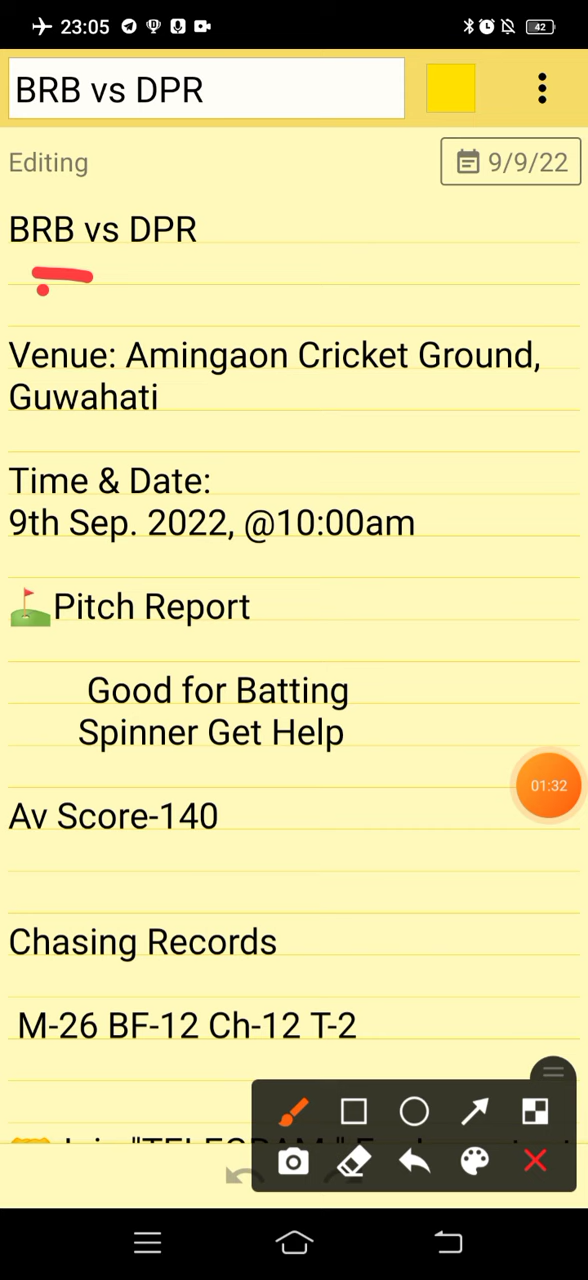 23:05
42
BRB vs DPR
Editing
9/9/22
BRB vs DPR
Venue: Amingaon Cricket Ground,
Guwahati
Time & Date:
9th Sep. 2022, @10:00am
Pitch Report
Good for Batting
Spinner Get Help
01:32
Av Score-140
Chasing Records
M-26 BF-12 Ch-12 T-2